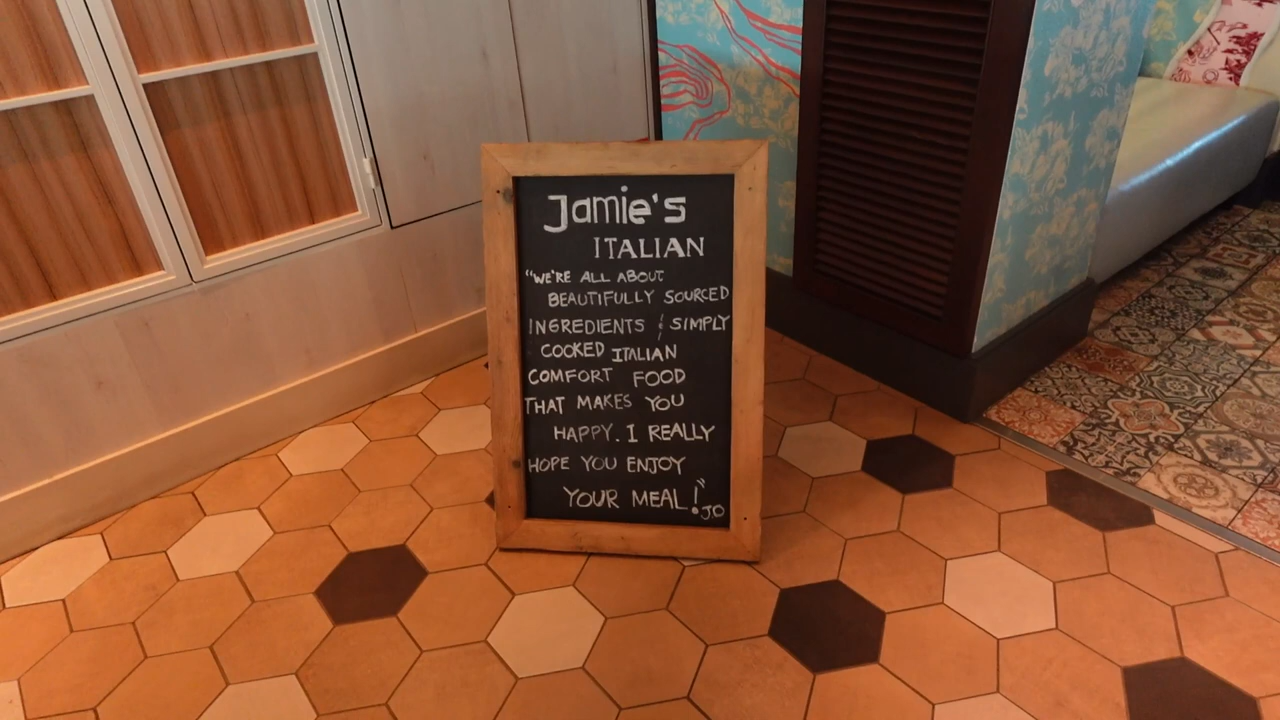 Jamie's
ITALIAN
"WE'RE ALL ABOUT
BEAUTIFULLY SOURCED
INGREDIENTS & SIMPLY
COOKED ITALIAN
COMFORT FOOD
THAT MAKES YOU
HAPPY. I REALLY
HOPE YOU ENJOY
YOUR MEAL!"
JO